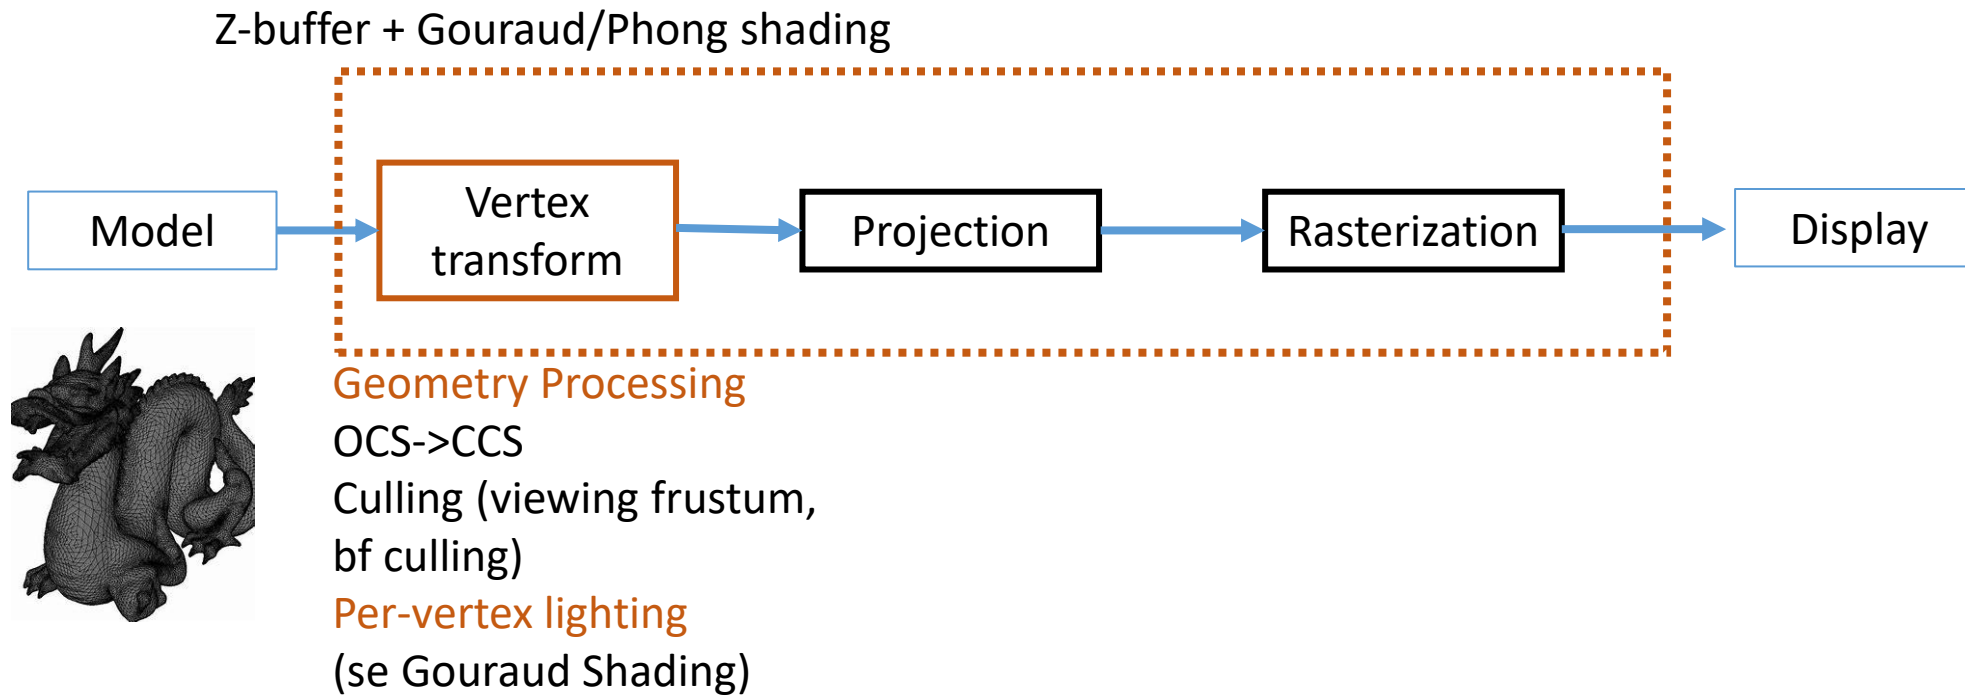 Z-buffer + Gouraud/Phong shading
Model
Vertex
transform
Projection
Rasterization
Display
Geometry Processing
OCS->CCS
Culling (viewing frustum,
bf culling)
Per-vertex lighting
(se Gouraud Shading)